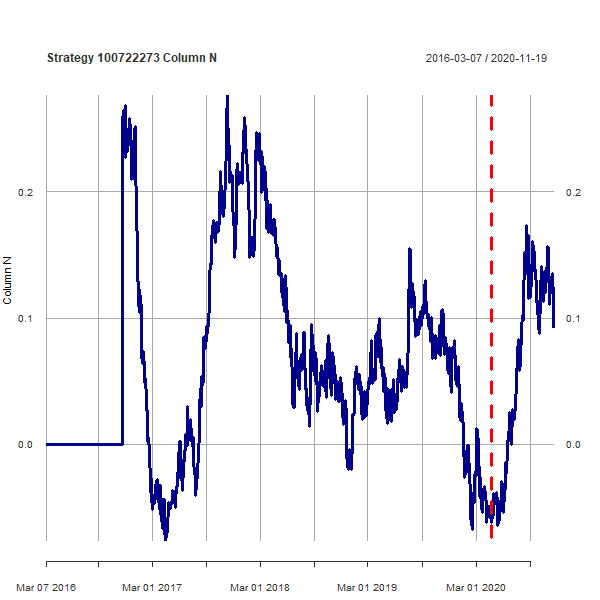 Strategy 100722273 Column N
2016-03-07 / 2020-11-19
Column N
0.2
0.2
0.1
0.1
0.0
0.0
Mar 07 2016
Mar 01 2017
Mar 01 2018
Mar 01 2019
Mar 01 2020